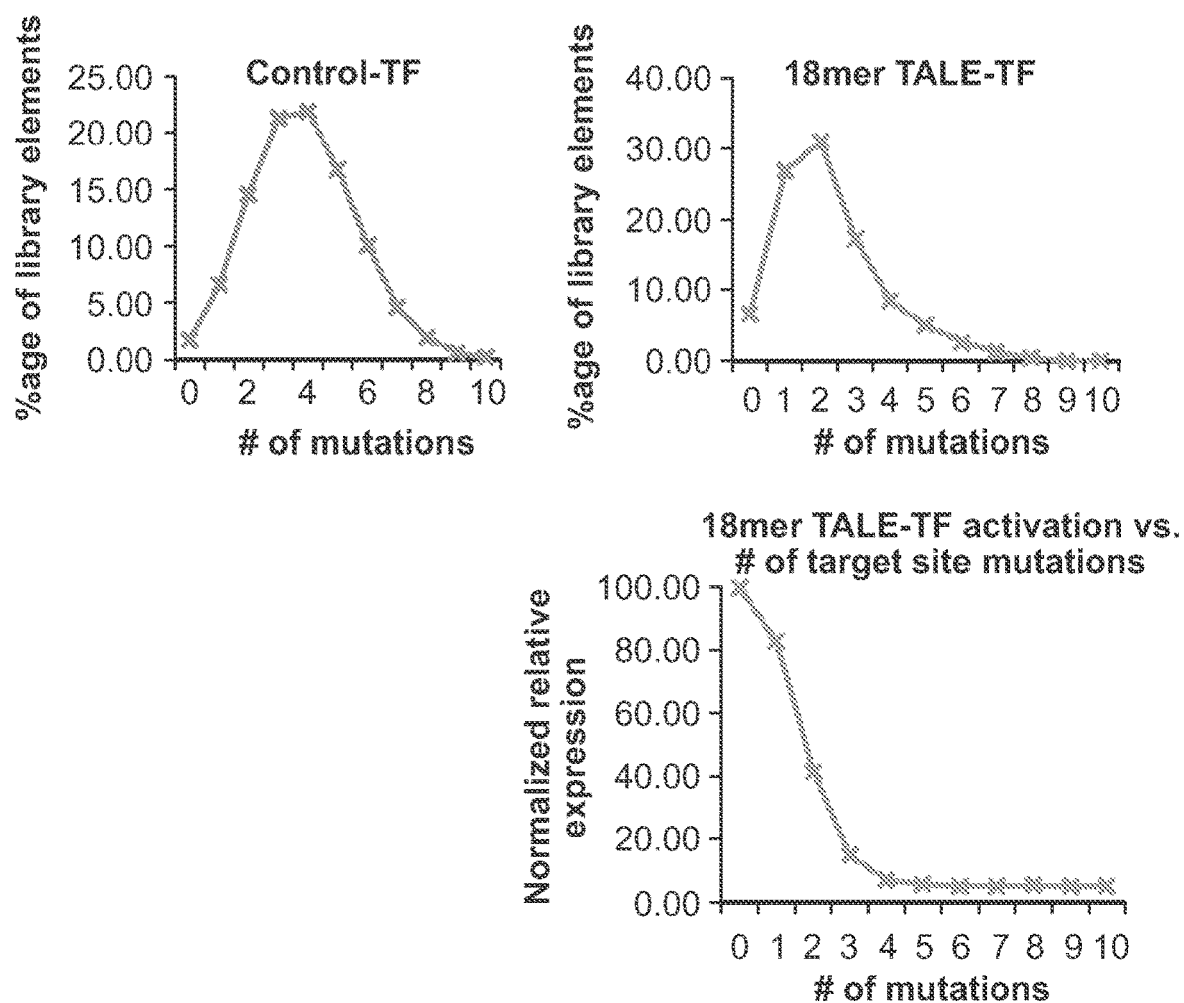 Control-TF
%age of library elements
25.00
20.00
15.00
10.00
5.00
0.00
0 2 4 6 8 10
# of mutations
18mer TALE-TF
%age of library elements
40.00
30.00
20.00
10.00
0.00
0 1 2 3 4 5 6 7 8 9 10
# of mutations
18mer TALE-TF activation vs.
# of target site mutations
Normalized relative
expression
100.00
80.00
60.00
40.00
20.00
0.00
0 1 2 3 4 5 6 7 8 9 10
# of mutations